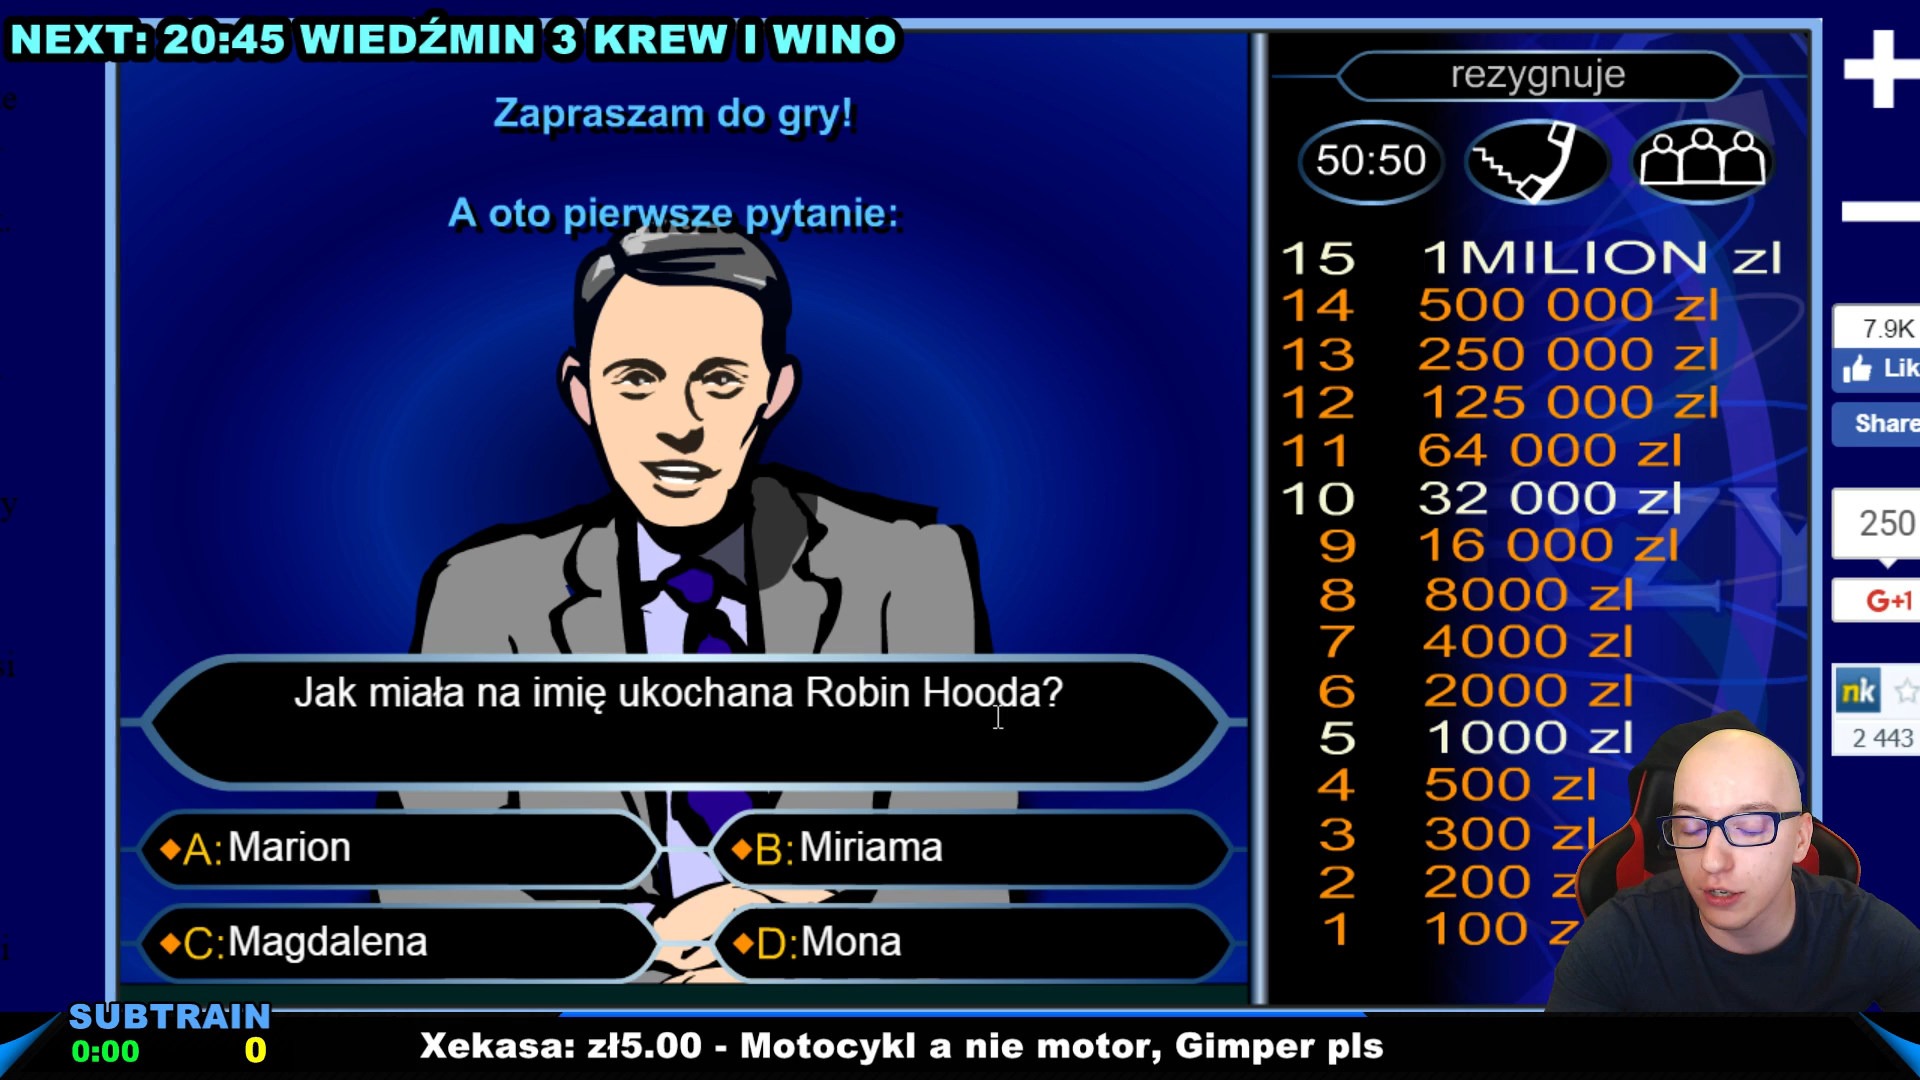 NEXT: 20:45 WIEDŹMIN 3 KREW I WINO
Zapraszam do gry!
A oto pierwsze pytanie:
Jak miała na imię ukochana Robin Hooda?
A: Marion
B: Miriama
C: Magdalena
D: Mona
rezygnuje
50:50
15 1MILION zl
14 500 000 zl
13 250 000 zl
12 125 000 zl
11 64 000 zl
10 32 000 zl
9 16 000 zl
8 8000 zl
7 4000 zl
6 2000 zl
5 1000 zl
4 500 zl
3 300 zl
2 200 z
1 100 z
7.9K
Lik
Share
250
G+1
nk
2 443
SUBTRAIN
0:00 0
Xekasa: zł5.00 - Motocykl a nie motor, Gimper pls